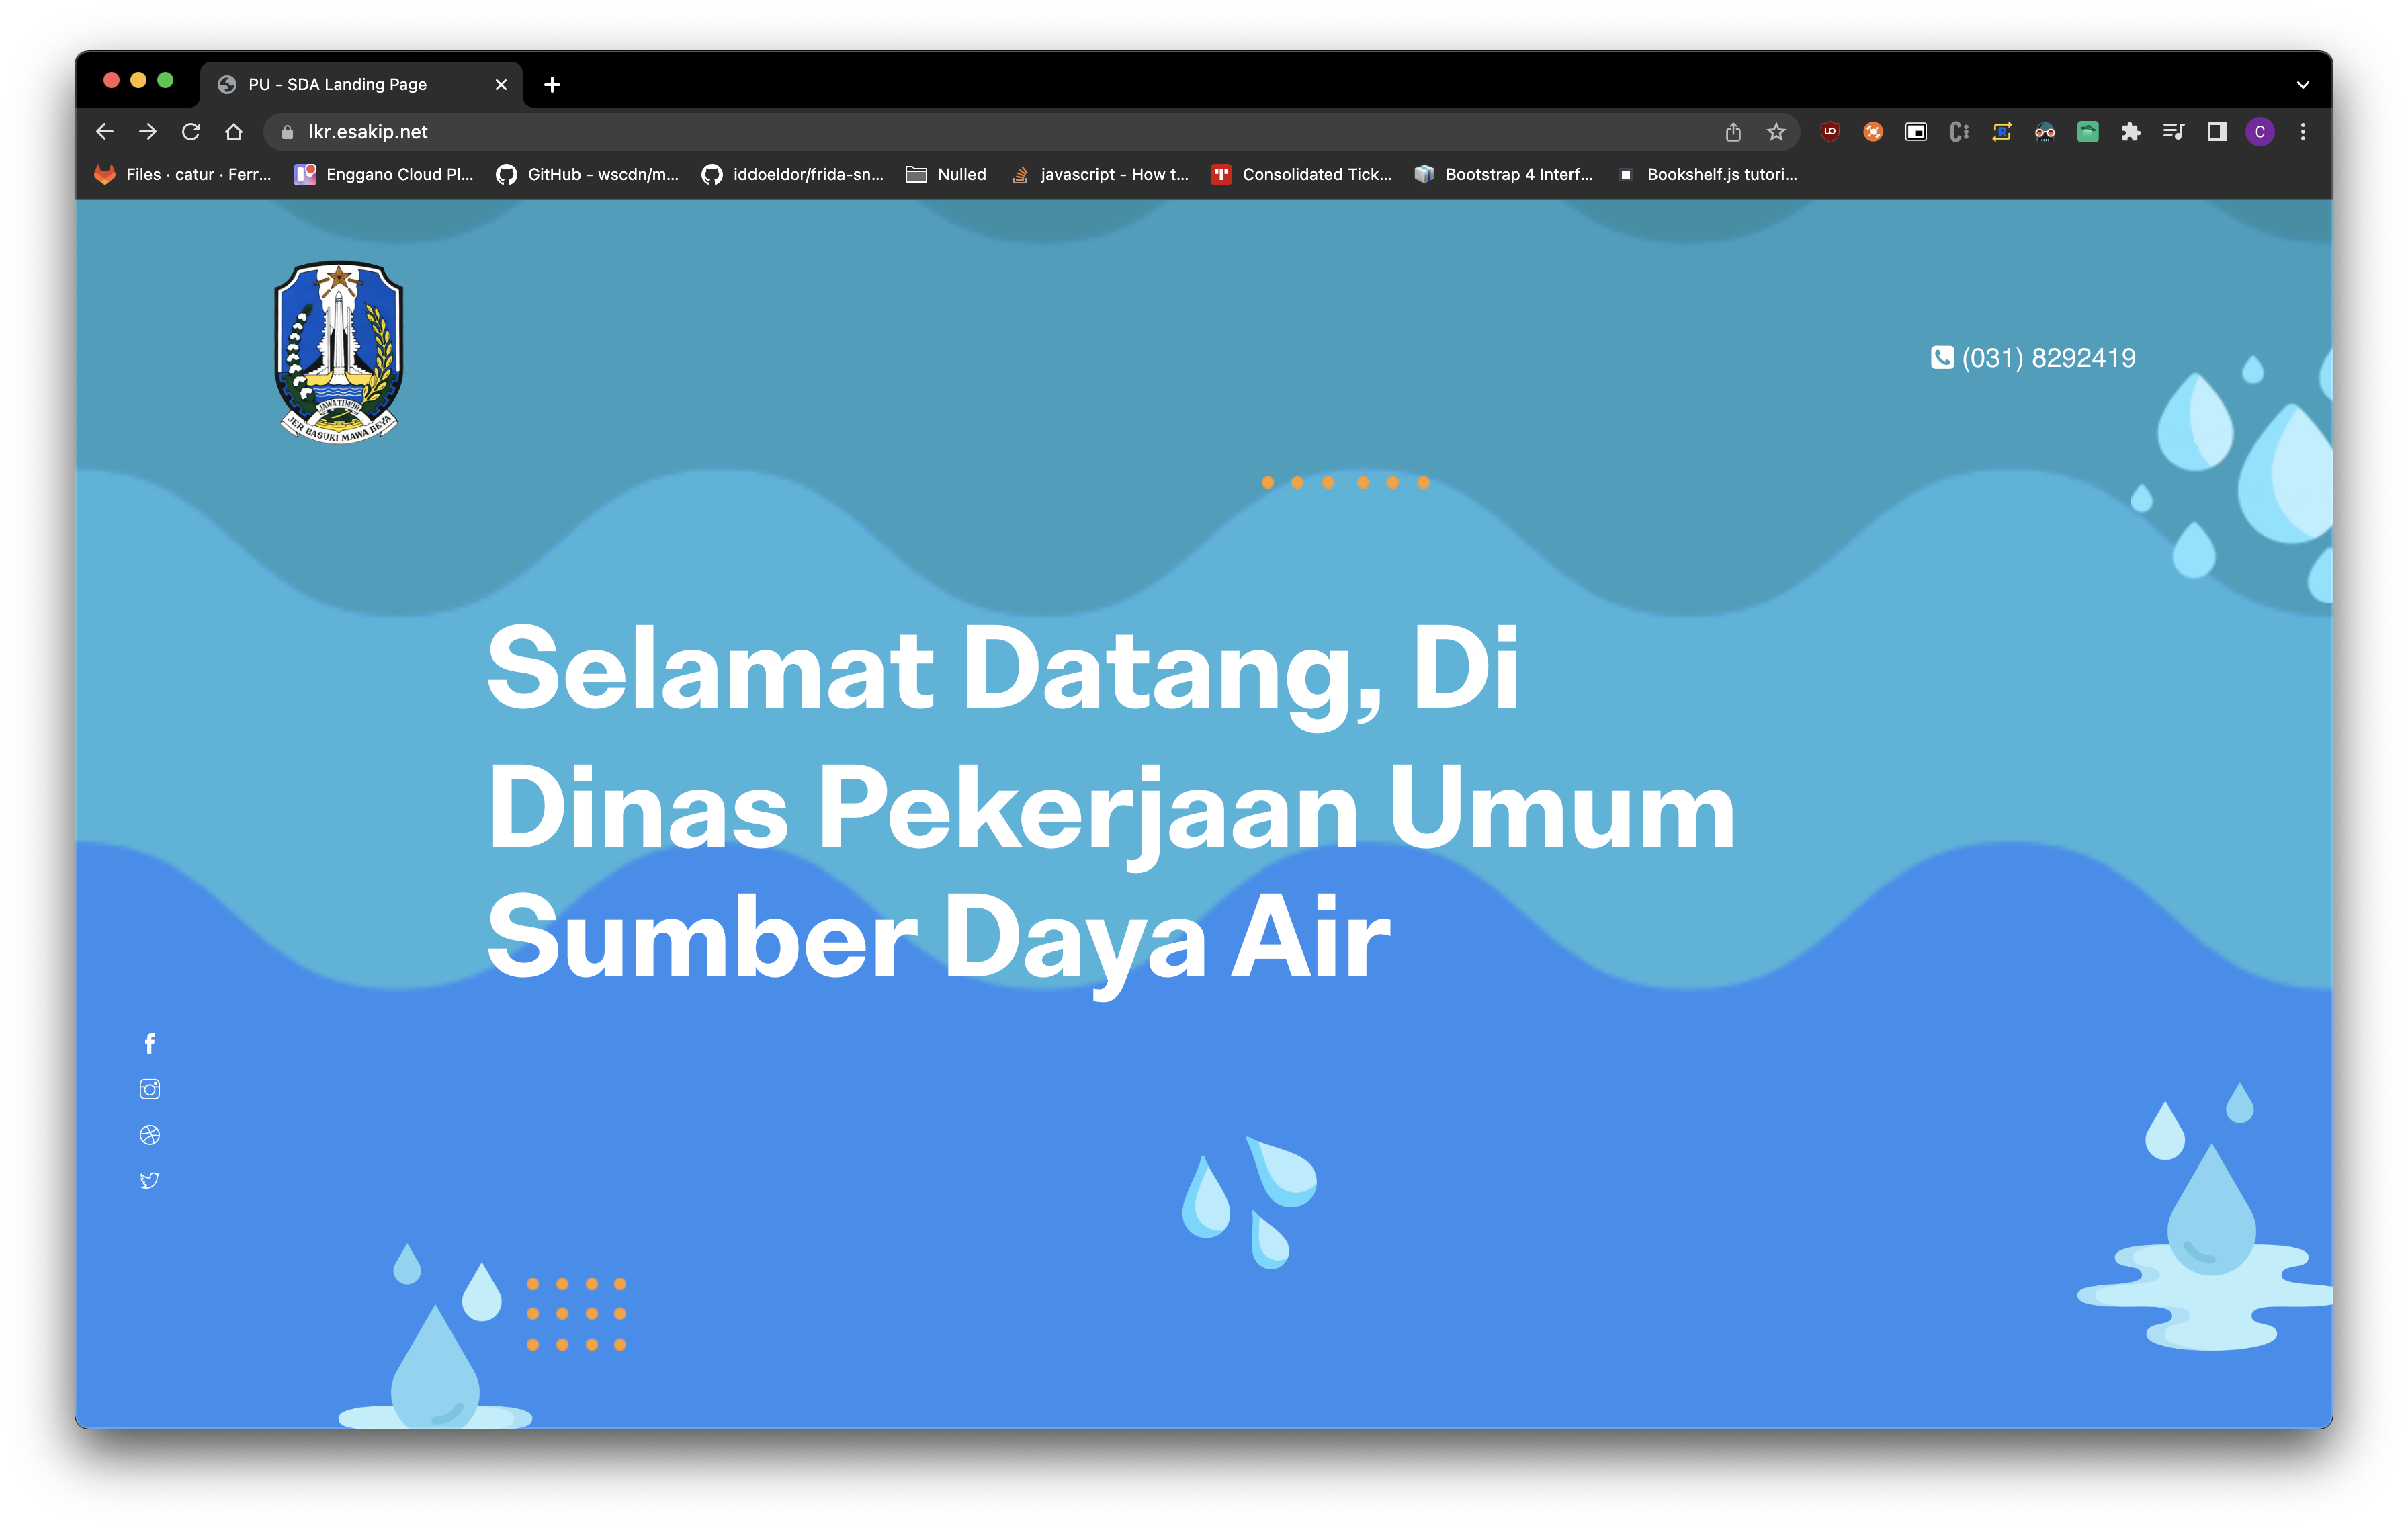 PU - SDA Landing Page
lkr.esakip.net
Files · catur · Ferr...
Enggano Cloud Pl...
GitHub - wscdn/m...
iddoeldor/frida-sn...
Nulled
javascript - How t...
Consolidated Tick...
Bootstrap 4 Interf...
Bookshelf.js tutori...
C
JAWA TIMUR
JER BASUKI MAWA BEYA
(031) 8292419
Selamat Datang, Di
Dinas Pekerjaan Umum
Sumber Daya Air